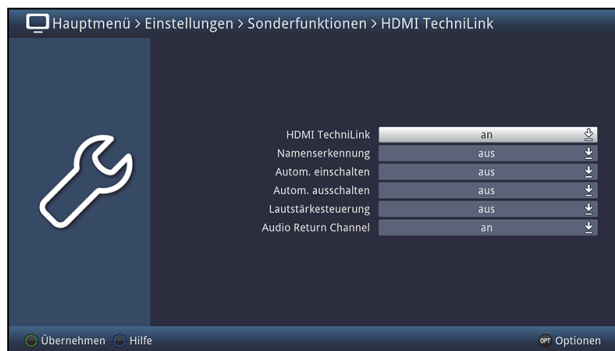 Hauptmenü > Einstellungen > Sonderfunktionen > HDMI TechniLink
HDMI TechniLink an
Namenserkennung aus
Autom. einschalten aus
Autom. ausschalten aus
Lautstärkesteuerung aus
Audio Return Channel an
Übernehmen Hilfe OPT Optionen